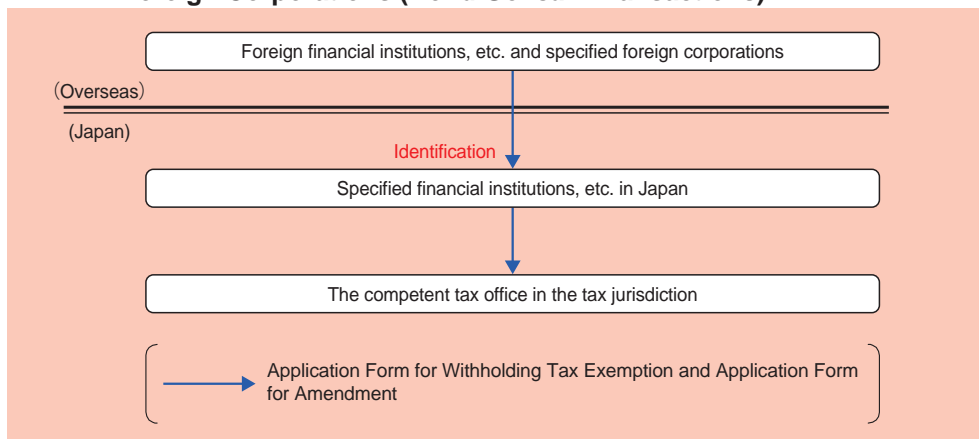 Foreign financial institutions, etc. and specified foreign corporations
(Overseas)
(Japan)
Identification
Specified financial institutions, etc. in Japan
The competent tax office in the tax jurisdiction
Application Form for Withholding Tax Exemption and Application Form
for Amendment